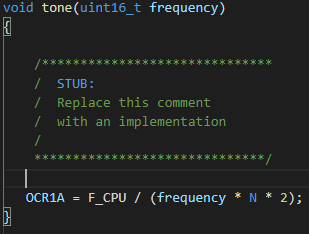 void tone(uint16_t frequency)
{
/******************************
/ STUB:
/ Replace this comment
/ with an implementation
/
******************************/
OCR1A = F_CPU / (frequency * N * 2);
}